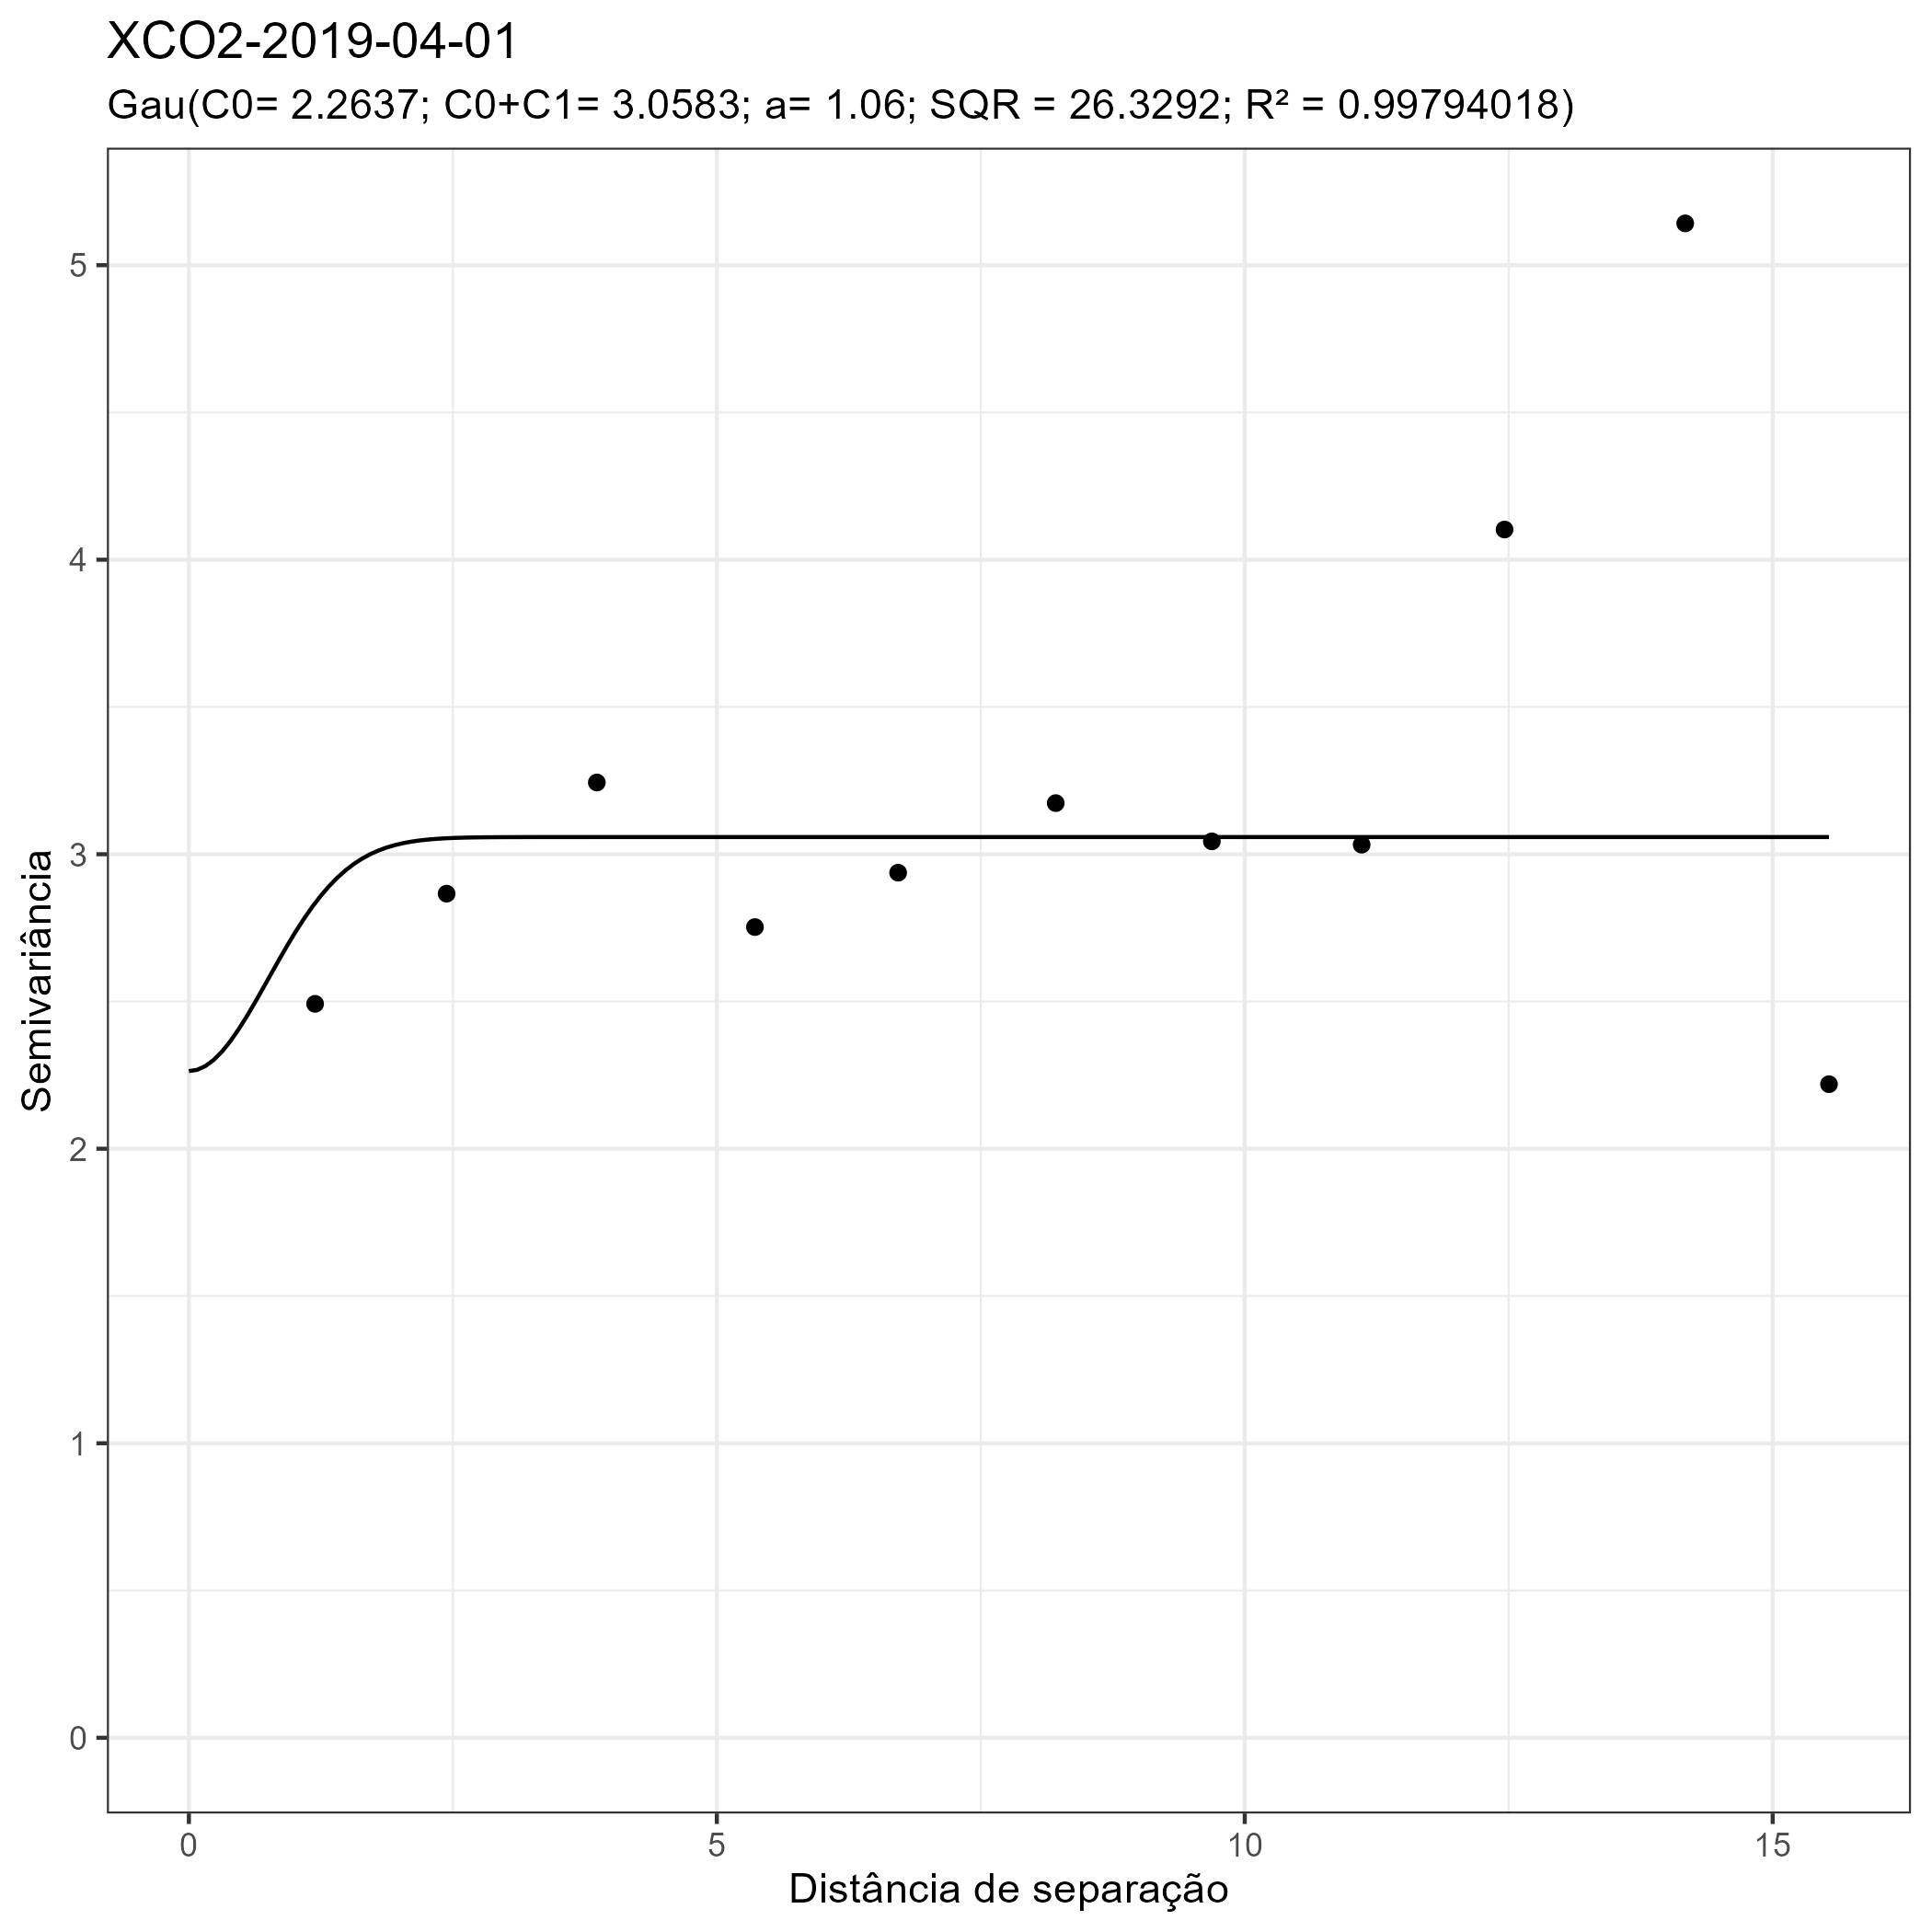 XCO2-2019-04-01
Gau(C0= 2.2637; C0+C1= 3.0583; a= 1.06; SQR = 26.3292; R² = 0.99794018)
5
4
3
2
1
0
Semivariância
0 5 10 15
Distância de separação